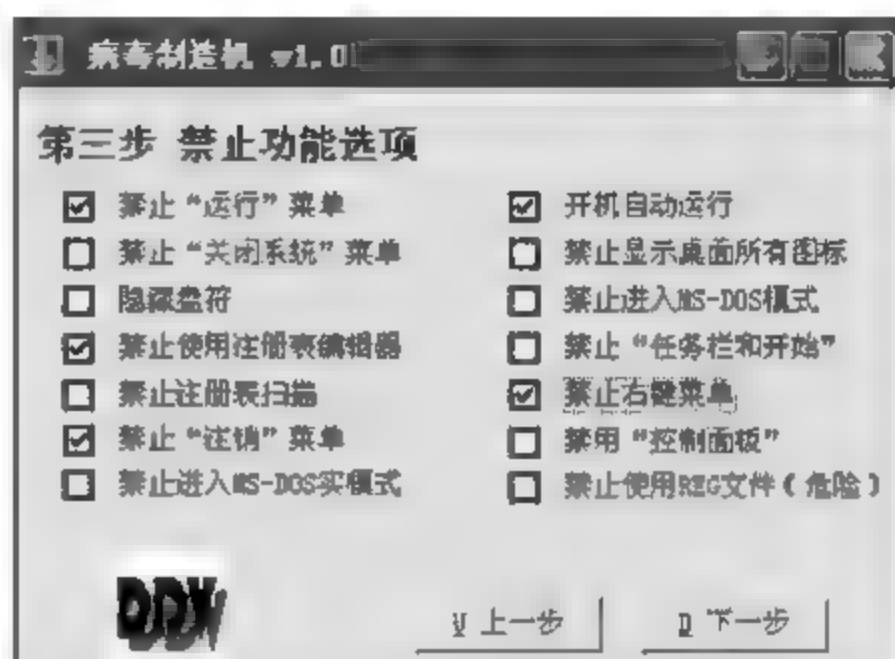 病毒制造机 v1.0
第三步 禁止功能选项
禁止“运行”菜单
禁止“关闭系统”菜单
隐藏盘符
禁止使用注册表编辑器
禁止注册表扫描
禁止“注销”菜单
禁止进入MS-DOS实模式
开机自动运行
禁止显示桌面所有图标
禁止进入MS-DOS模式
禁止“任务栏和开始”
禁止右键菜单
禁用“控制面板”
禁止使用REG文件(危险)
DDW
U 上一步
D 下一步